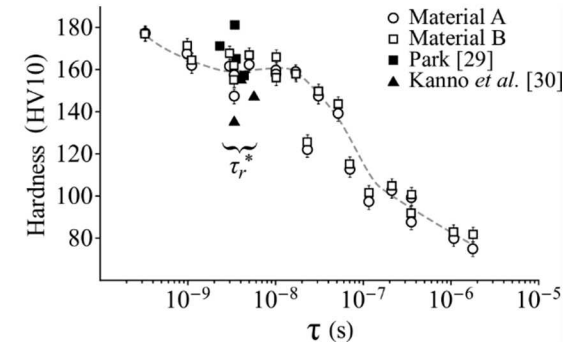 Material A
Material B
Park [29]
Kanno et al. [30]
Hardness (HV10)
180
160
140
120
100
80
τᵣ*
10⁻⁹ 10⁻⁸ 10⁻⁷ 10⁻⁶ 10⁻⁵
τ (s)